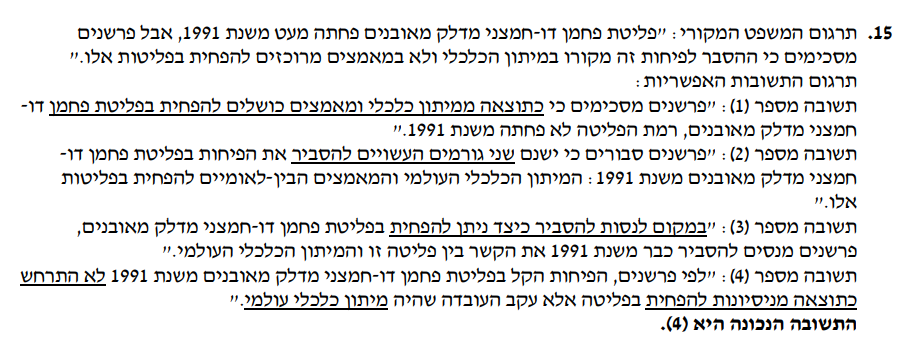 15. תרגום המשפט המקורי: "פליטת פחמן דו-חמצני מדלק מאובנים פחתה מעט משנת 1991, אבל פרשנים
מסכימים כי ההסבר לפיחות זה מקורו במיתון הכלכלי ולא במאמצים מרוכזים להפחית בפליטות אלו."
תרגום התשובות האפשריות:
תשובה מספר (1): "פרשנים מסכימים כי כתוצאה ממיתון כלכלי ומאמצים כושלים להפחית בפליטת פחמן דו-
חמצני מדלק מאובנים, רמת הפליטה לא פחתה משנת 1991."
תשובה מספר (2): "פרשנים סבורים כי ישנם שני גורמים העשויים להסביר את הפיחות בפליטת פחמן דו-
חמצני מדלק מאובנים משנת 1991: המיתון הכלכלי העולמי והמאמצים הבין-לאומיים להפחית בפליטות
אלו."
תשובה מספר (3): "במקום לנסות להסביר כיצד ניתן להפחית בפליטת פחמן דו-חמצני מדלק מאובנים,
פרשנים מנסים להסביר כבר משנת 1991 את הקשר בין פליטה זו והמיתון הכלכלי העולמי."
תשובה מספר (4): "לפי פרשנים, הפיחות הקל בפליטת פחמן דו-חמצני מדלק מאובנים משנת 1991 לא התרחש
כתוצאה מניסיונות להפחית בפליטה אלא עקב העובדה שהיה מיתון כלכלי עולמי."
התשובה הנכונה היא (4).